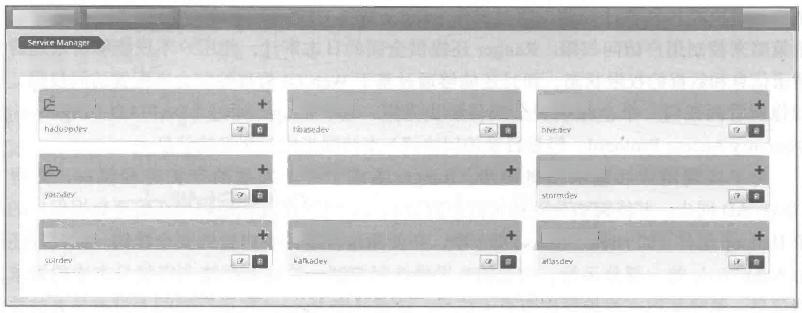 Service Manager
hadoopdev
hbasedev
hivedev
yarndev
stormdev
solrdev
kafkadev
atlasdev